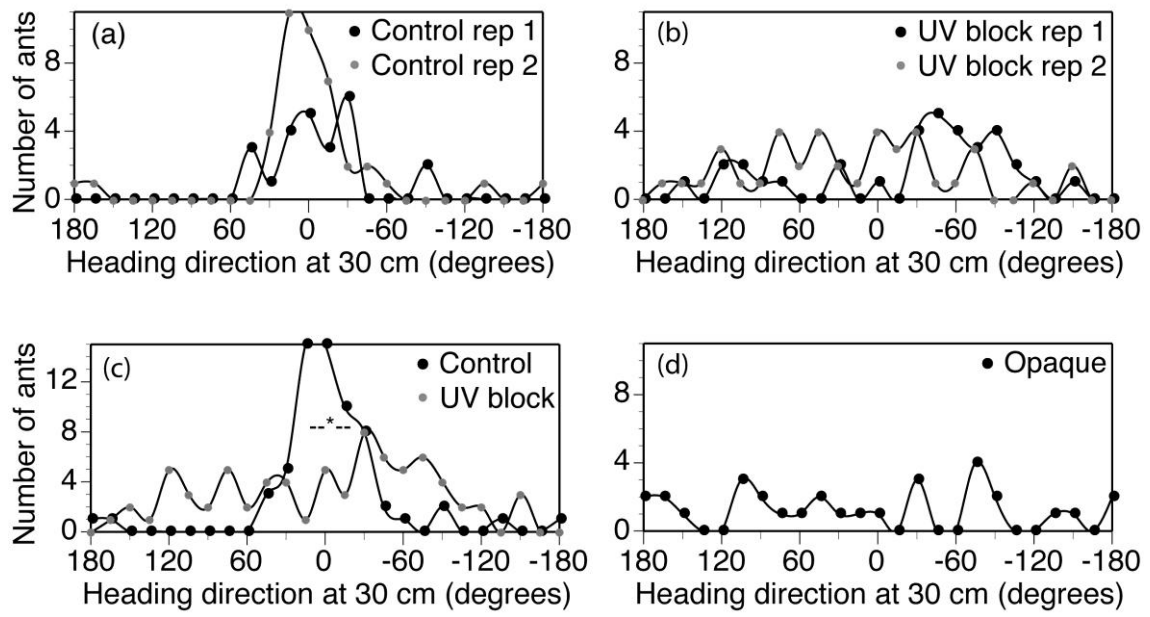 (a)
Control rep 1
Control rep 2
Number of ants
8
4
0
180 120 60 0 -60 -120 -180
Heading direction at 30 cm (degrees)
(b)
UV block rep 1
UV block rep 2
8
4
0
180 120 60 0 -60 -120 -180
Heading direction at 30 cm (degrees)
(c)
Control
UV block
*
Number of ants
12
8
4
0
180 120 60 0 -60 -120 -180
Heading direction at 30 cm (degrees)
(d)
Opaque
8
4
0
180 120 60 0 -60 -120 -180
Heading direction at 30 cm (degrees)